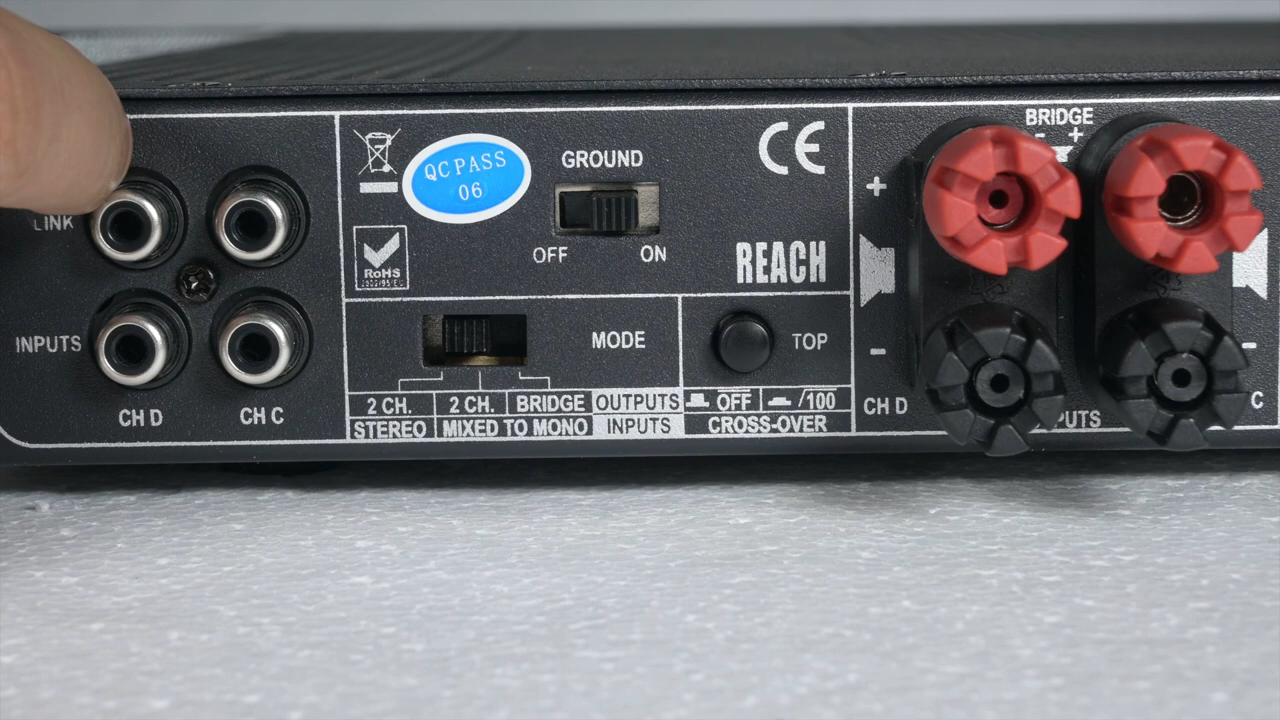 LINK
INPUTS
CH D
CH C
QC PASS
06
RoHS
GROUND
OFF
ON
CE
REACH
MODE
2 CH.
2 CH.
BRIDGE
OUTPUTS
STEREO
MIXED TO MONO
INPUTS
TOP
OFF
/100
CROSS-OVER
BRIDGE
- +
+
-
-
CH D
PUTS
C